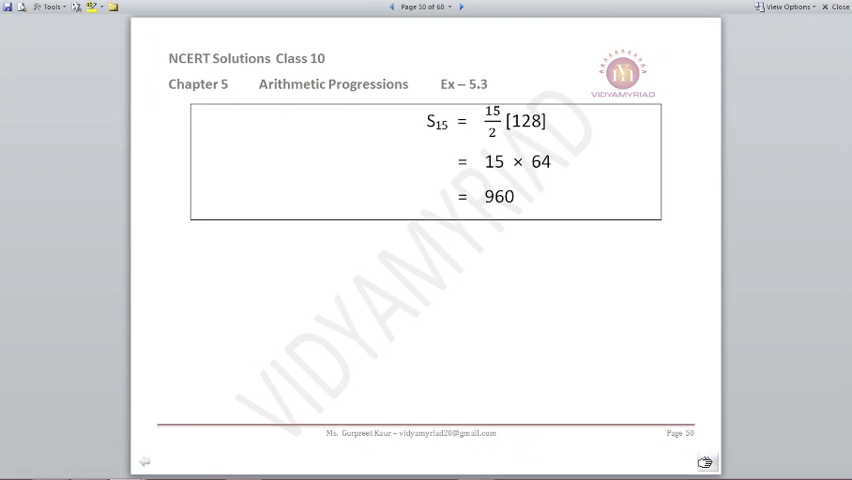 Tools
Page 50 of 68
View Options
Close
NCERT Solutions Class 10
Chapter 5 Arithmetic Progressions Ex – 5.3
VIDYAMYRIAD
S₁₅ = 15/2 [128]
= 15 × 64
= 960
VIDYAMYRIAD
Ms. Gurpreet Kaur – vidyamyriad20@gmail.com
Page 50